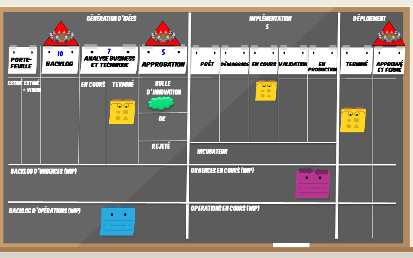 GÉNÉRATION D'IDÉES
IMPLÉMENTATION
5
DÉPLOIEMENT
PORTE-
FEUILLE
10
BACKLOG
7
ANALYSE BUSINESS
ET TECHNIQUE
5
APPROBATION
PRÊT
DÉMARRAGE
EN COURS
VALIDATION
EN
PRODUCTION
TERMINÉ
APPROUVÉ
ET FERMÉ
EN COURS
TERMINÉ
BULLE
D'INNOVATION
OK
REJETÉ
INCUBATEUR
BACKLOG D'URGENCES (WIP)
URGENCES EN COURS (WIP)
BACKLOG D'OPÉRATIONS (WIP)
OPERATIONS EN COURS (WIP)